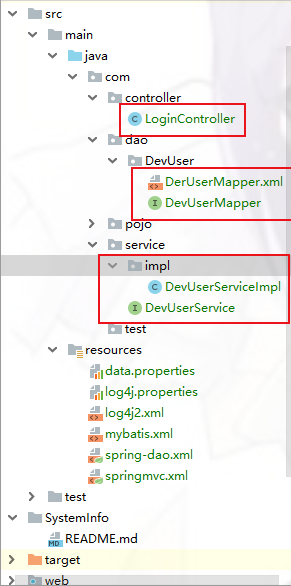 src
main
java
com
controller
LoginController
dao
DevUser
DerUserMapper.xml
DevUserMapper
pojo
service
impl
DevUserServiceImpl
DevUserService
test
resources
data.properties
log4j.properties
log4j2.xml
mybatis.xml
spring-dao.xml
springmvc.xml
test
SystemInfo
README.md
target
web